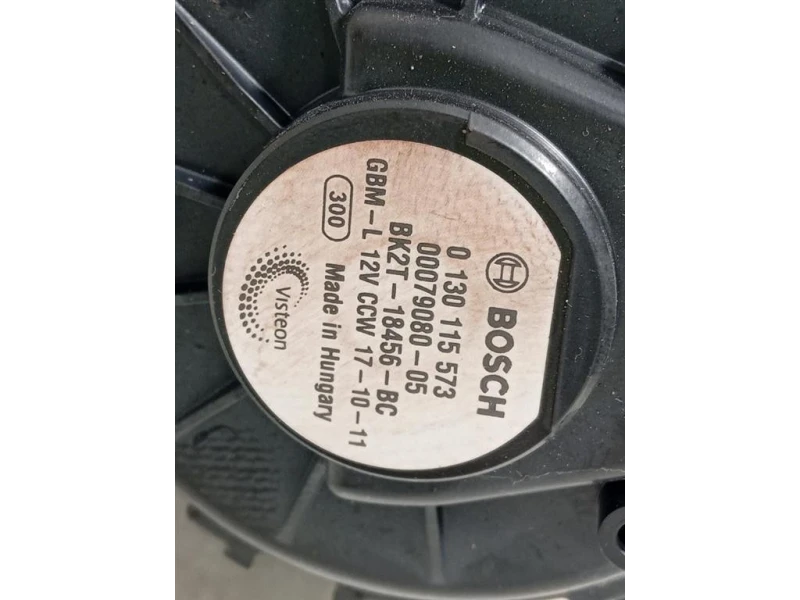 BOSCH
0 130 115 573
00079080-05
BK2T-18456-BC
GBM-L 12V CCW 17-10-11
300 Made in Hungary
Visteon